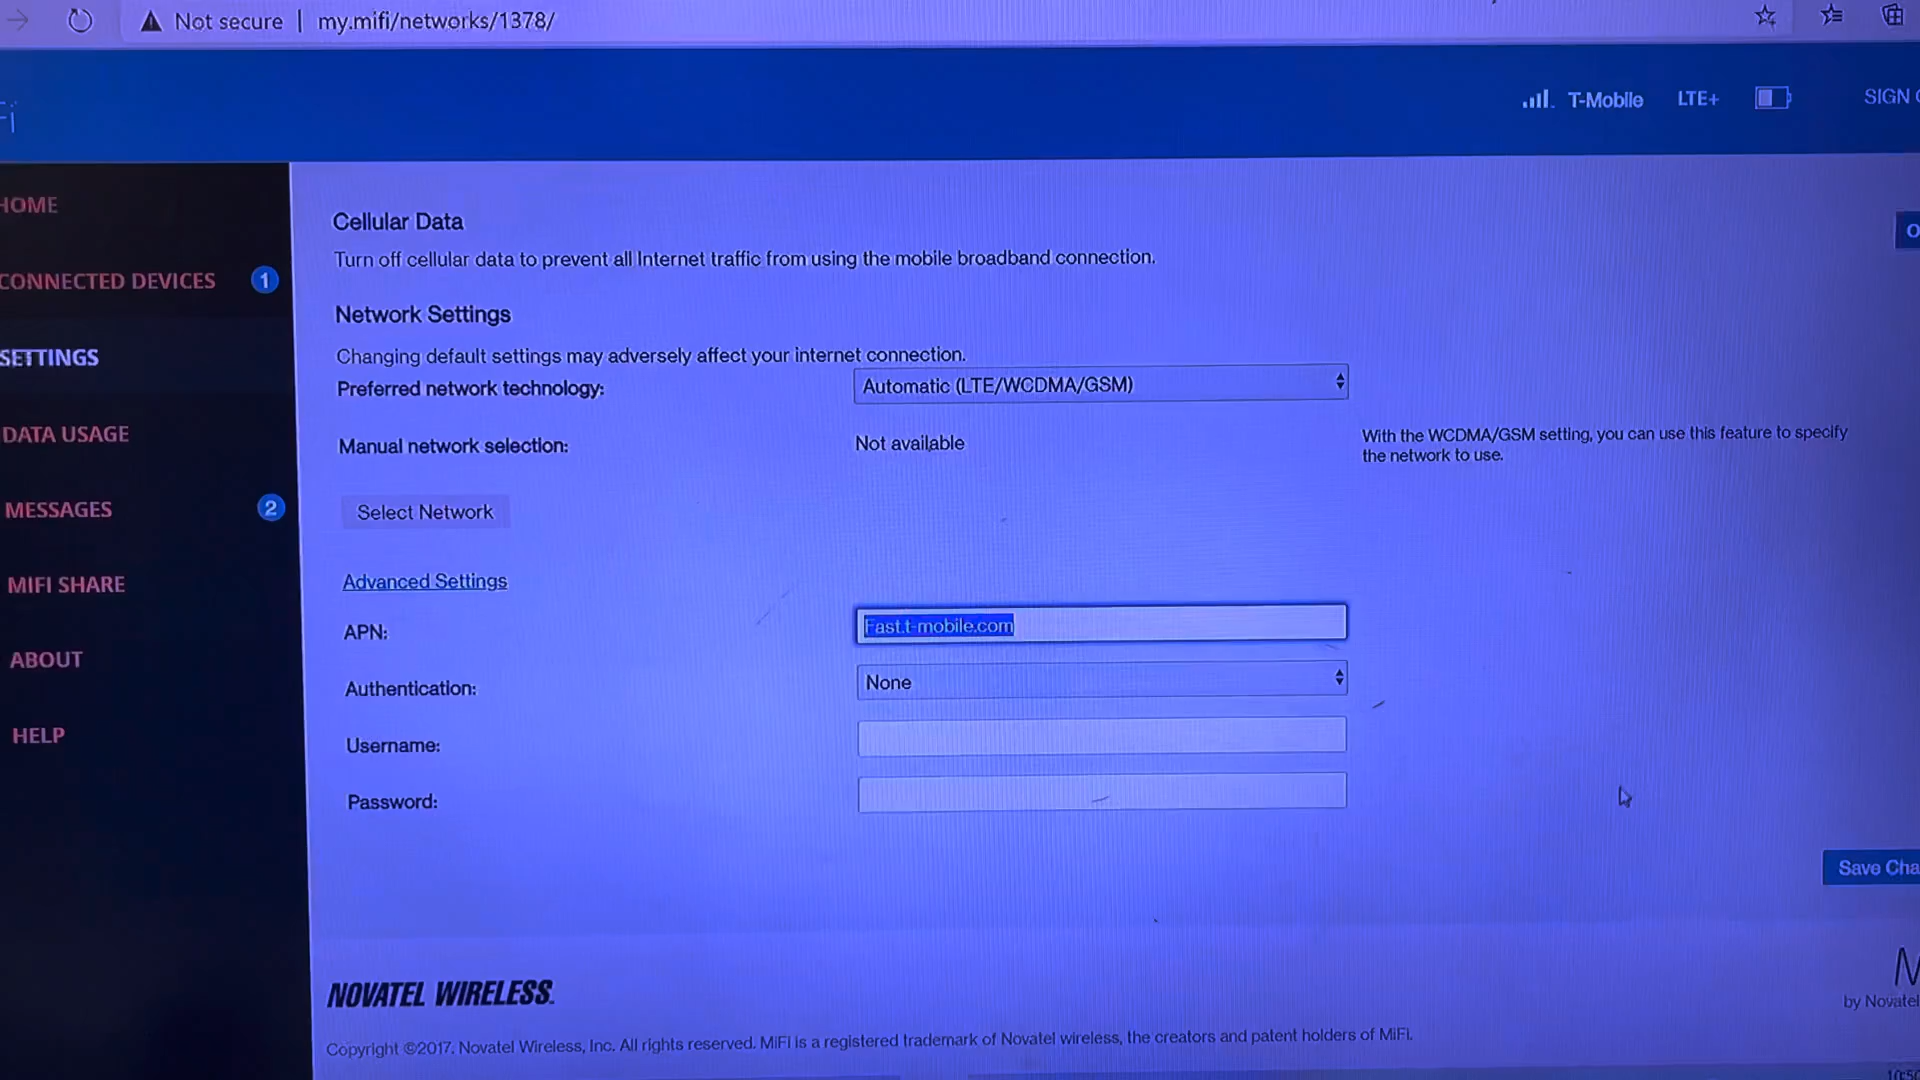 Not secure | my.mifi/networks/1378/
T-Mobile LTE+ SIGN
Fi
HOME
CONNECTED DEVICES 1
SETTINGS
DATA USAGE
MESSAGES 2
MIFI SHARE
ABOUT
HELP
Cellular Data
Turn off cellular data to prevent all Internet traffic from using the mobile broadband connection.
Network Settings
Changing default settings may adversely affect your internet connection.
Preferred network technology: Automatic (LTE/WCDMA/GSM)
Manual network selection: Not available
With the WCDMA/GSM setting, you can use this feature to specify
the network to use.
Select Network
Advanced Settings
APN: Fast.t-mobile.com
Authentication: None
Username:
Password:
Save Cha
NOVATEL WIRELESS.
by Novatel
Copyright ©2017. Novatel Wireless, Inc. All rights reserved. MiFi is a registered trademark of Novatel wireless, the creators and patent holders of MiFi.